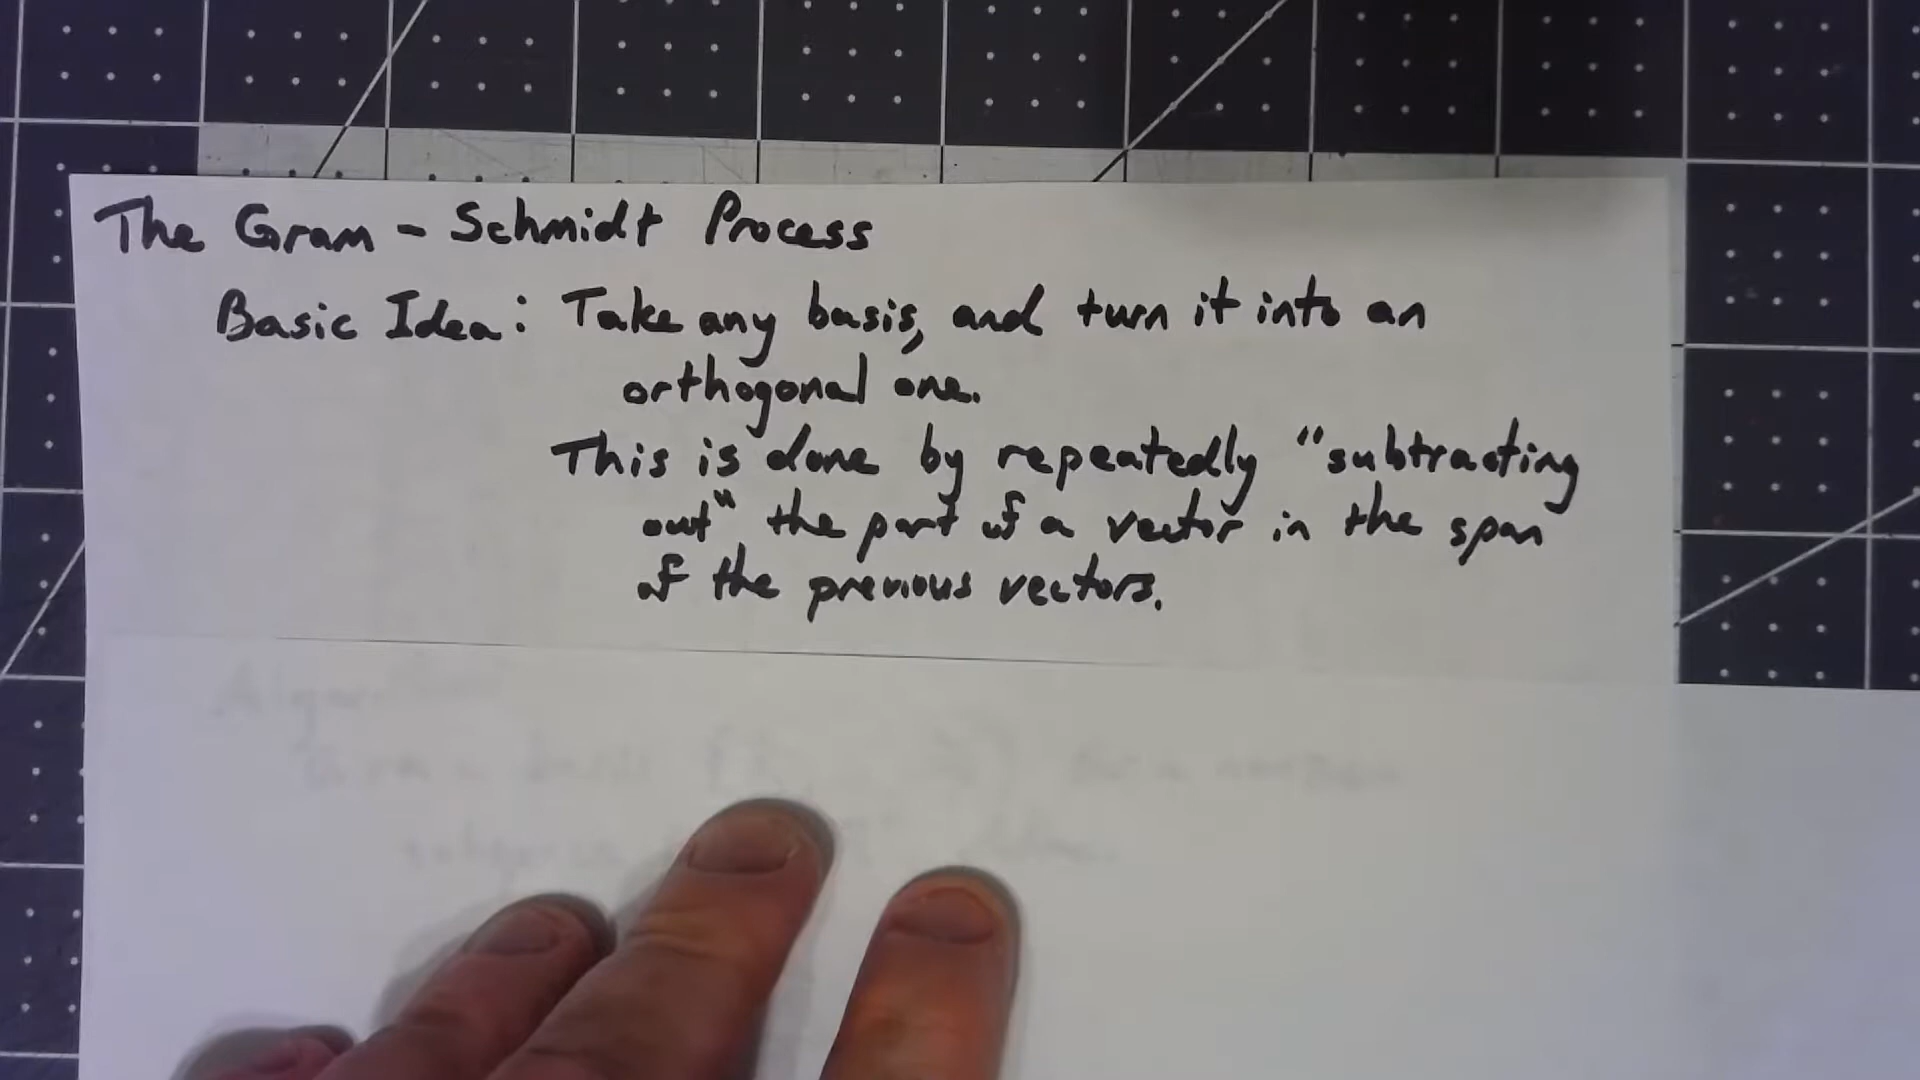 The Gram - Schmidt Process
Basic Idea: Take any basis, and turn it into an
orthogonal one.
This is done by repeatedly "subtracting
out" the part of a vector in the span
of the previous vectors.